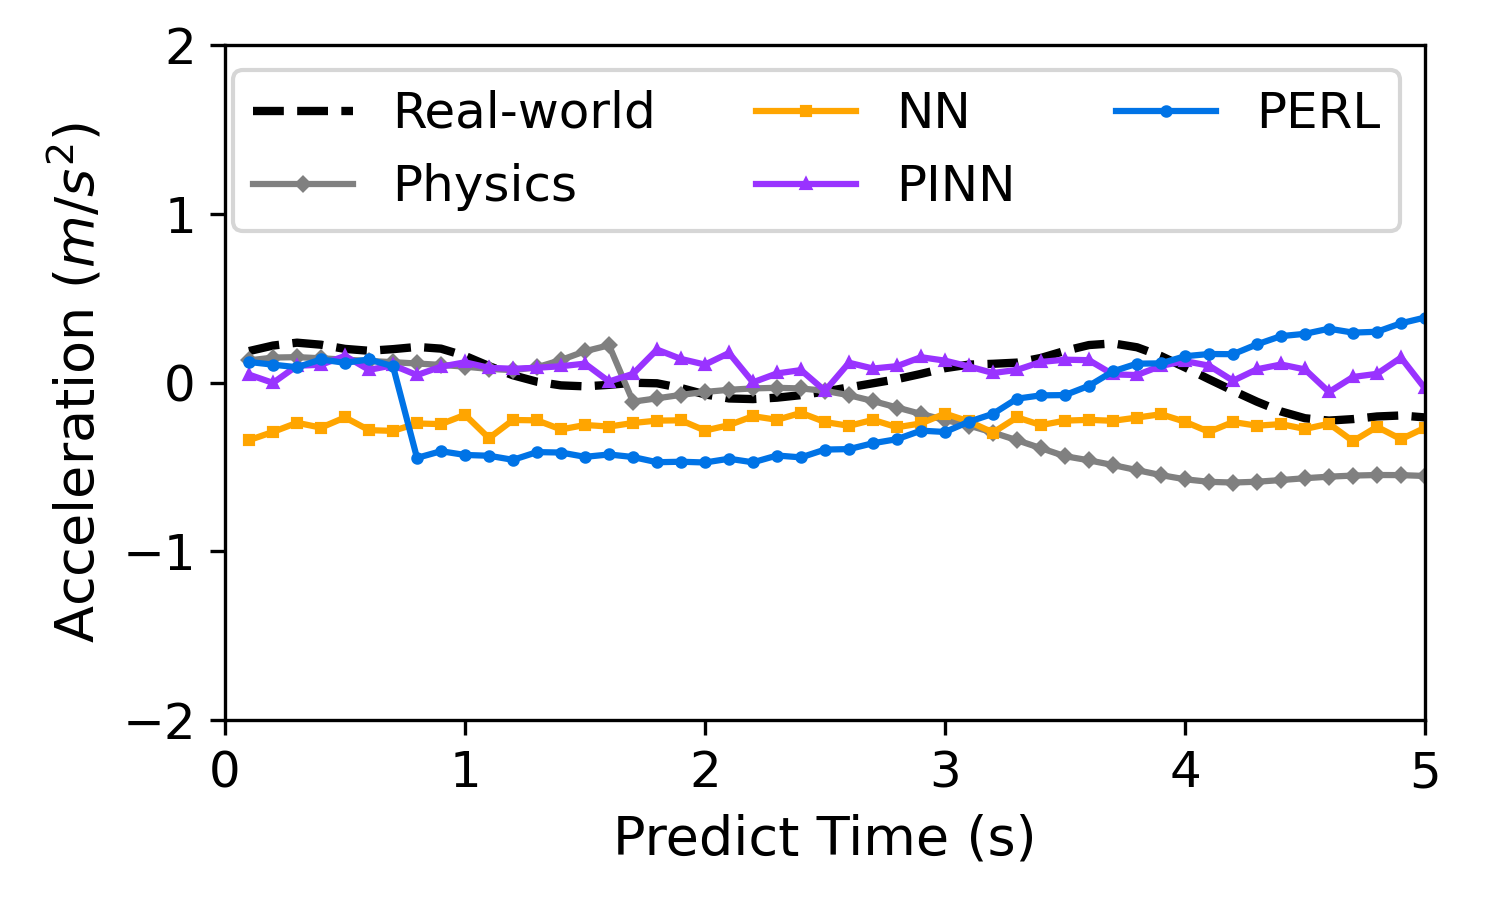 2
1
0
−1
−2
Acceleration (m/s²)
Real-world
Physics
NN
PINN
PERL
0 1 2 3 4 5
Predict Time (s)